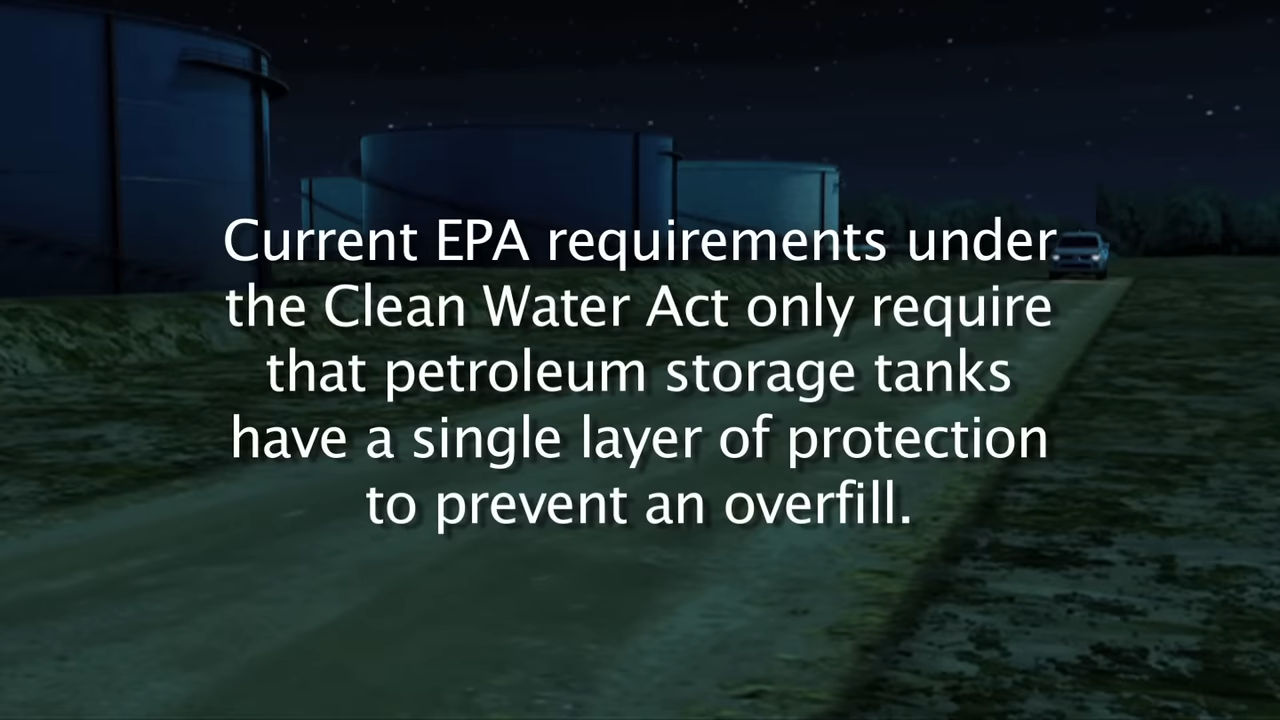 Current EPA requirements under
the Clean Water Act only require
that petroleum storage tanks
have a single layer of protection
to prevent an overfill.